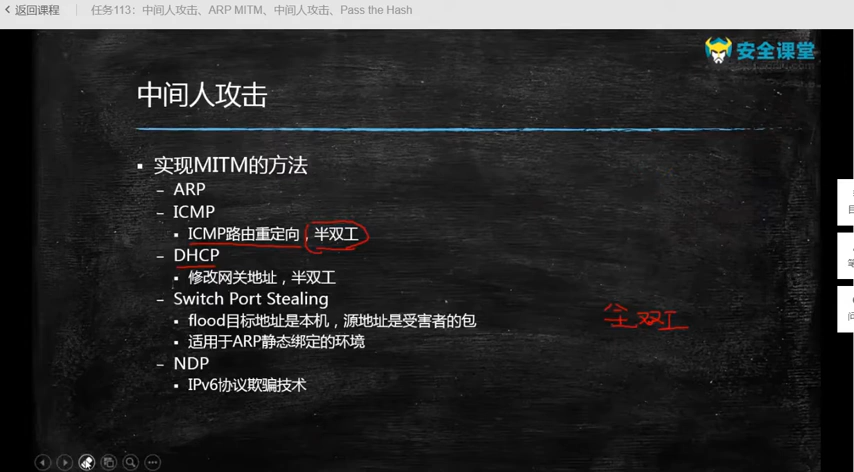 返回课程
任务113：中间人攻击、ARP MITM、中间人攻击、Pass the Hash
安全课堂
中间人攻击
▪ 实现MITM的方法
– ARP
– ICMP
▪ ICMP路由重定向，半双工
– DHCP
▪ 修改网关地址，半双工
– Switch Port Stealing
▪ flood目标地址是本机，源地址是受害者的包
全双工
▪ 适用于ARP静态绑定的环境
– NDP
▪ IPv6协议欺骗技术